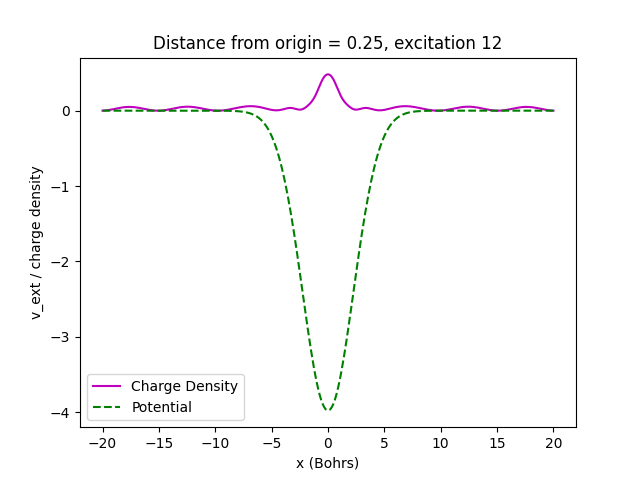 Distance from origin = 0.25, excitation 12
v_ext / charge density
0
−1
−2
−3
−4
Charge Density
Potential
−20 −15 −10 −5 0 5 10 15 20
x (Bohrs)